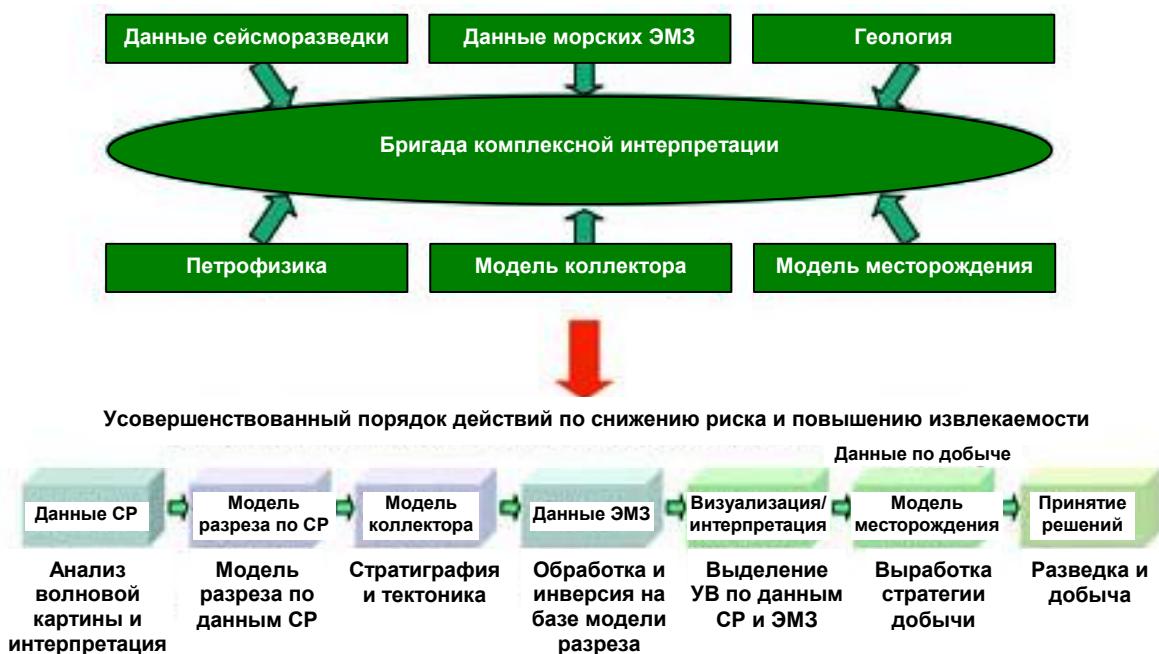 Данные сейсморазведки
Данные морских ЭМЗ
Геология
Бригада комплексной интерпретации
Петрофизика
Модель коллектора
Модель месторождения
Усовершенствованный порядок действий по снижению риска и повышению извлекаемости
Данные по добыче
Данные СР
Модель
разреза по СР
Модель
коллектора
Данные ЭМЗ
Визуализация/
интерпретация
Модель
месторождения
Принятие
решений
Анализ
волновой
картины и
интерпретация
Модель
разреза по
данным СР
Стратиграфия
и тектоника
Обработка и
инверсия на
базе модели
разреза
Выделение
УВ по данным
СР и ЭМЗ
Выработка
стратегии
добычи
Разведка и
добыча